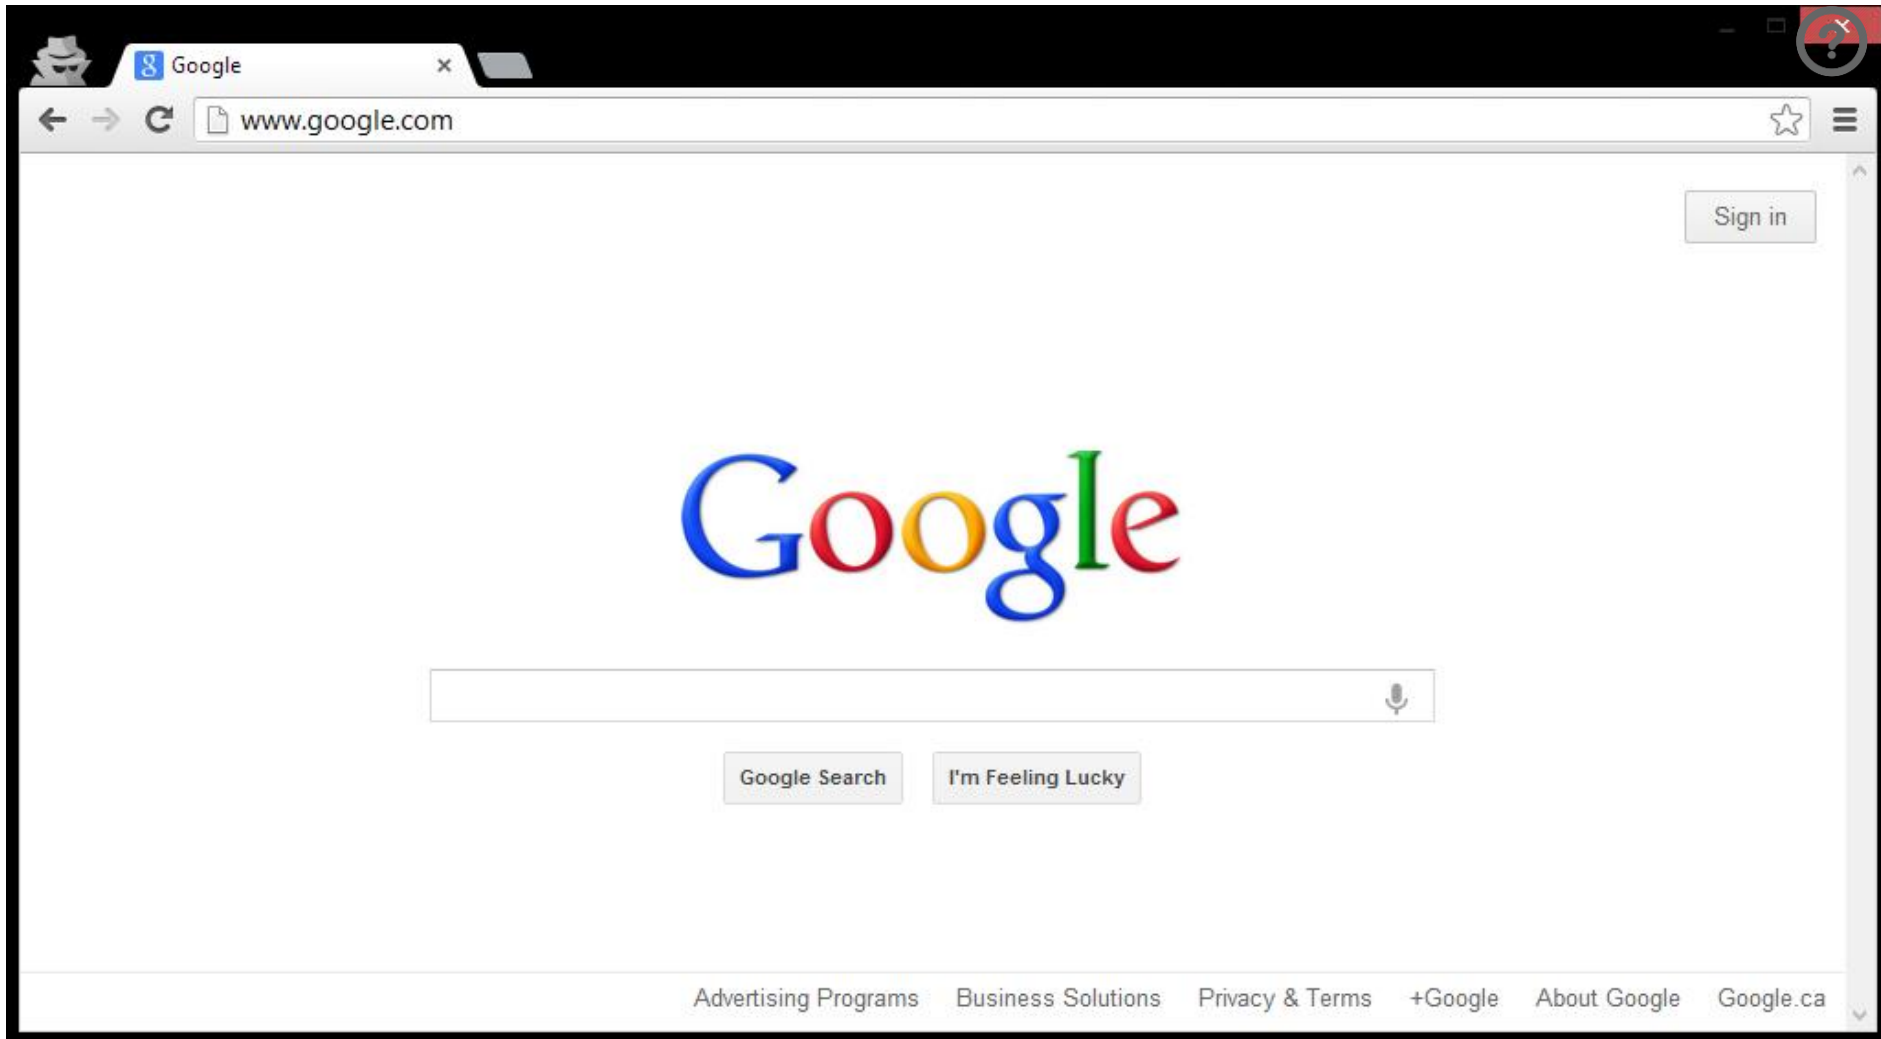 Google
www.google.com
Sign in
Google
Google Search I'm Feeling Lucky
Advertising Programs Business Solutions Privacy & Terms +Google About Google Google.ca